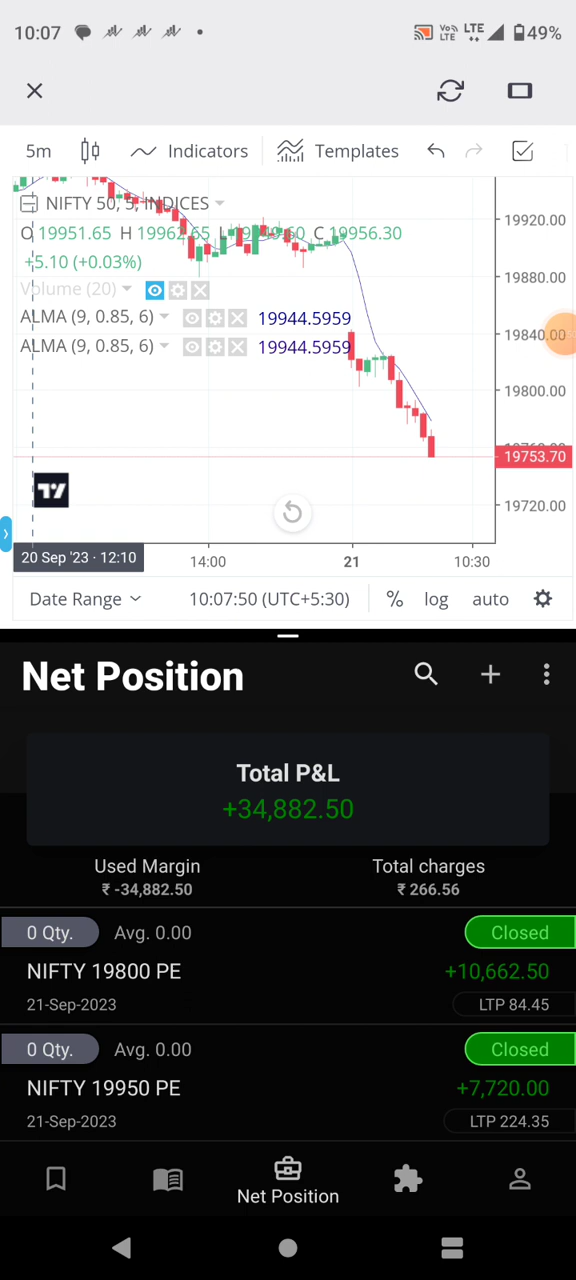 10:07 Vo)) LTE LTE 49%
5m Indicators Templates
NIFTY 50, 5, INDICES
O 19951.65 H 19962.65 C 19956.30
+5.10 (+0.03%)
Volume (20)
ALMA (9, 0.85, 6) 19944.5959
ALMA (9, 0.85, 6) 19944.5959
19920.00
19880.00
19840.00
19800.00
19753.70
19720.00
20 Sep '23 · 12:10 14:00 21 10:30
Date Range 10:07:50 (UTC+5:30) % log auto
Net Position
Total P&L
+34,882.50
Used Margin Total charges
₹ -34,882.50 ₹ 266.56
0 Qty. Avg. 0.00 Closed
NIFTY 19800 PE +10,662.50
21-Sep-2023 LTP 84.45
0 Qty. Avg. 0.00 Closed
NIFTY 19950 PE +7,720.00
21-Sep-2023 LTP 224.35
Net Position